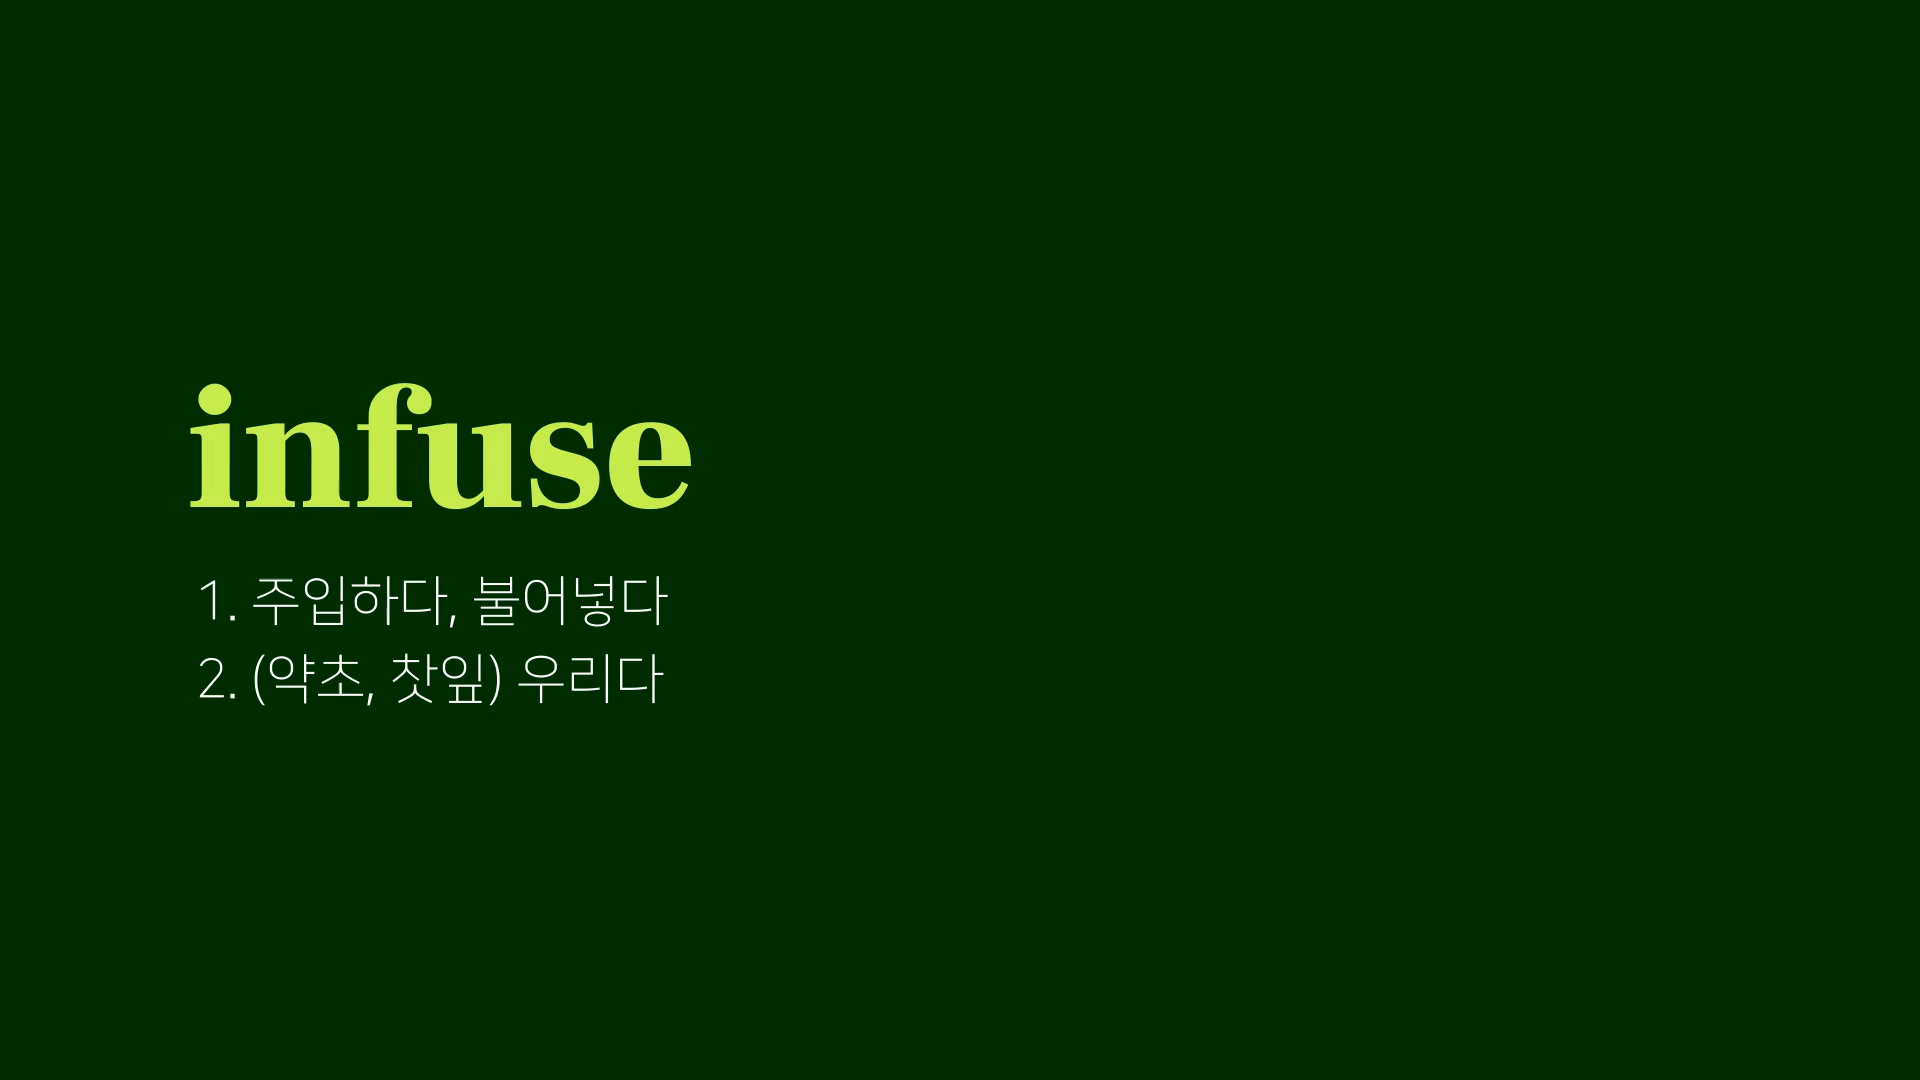 infuse
1. 주입하다, 불어넣다
2. (약초, 찻잎) 우리다